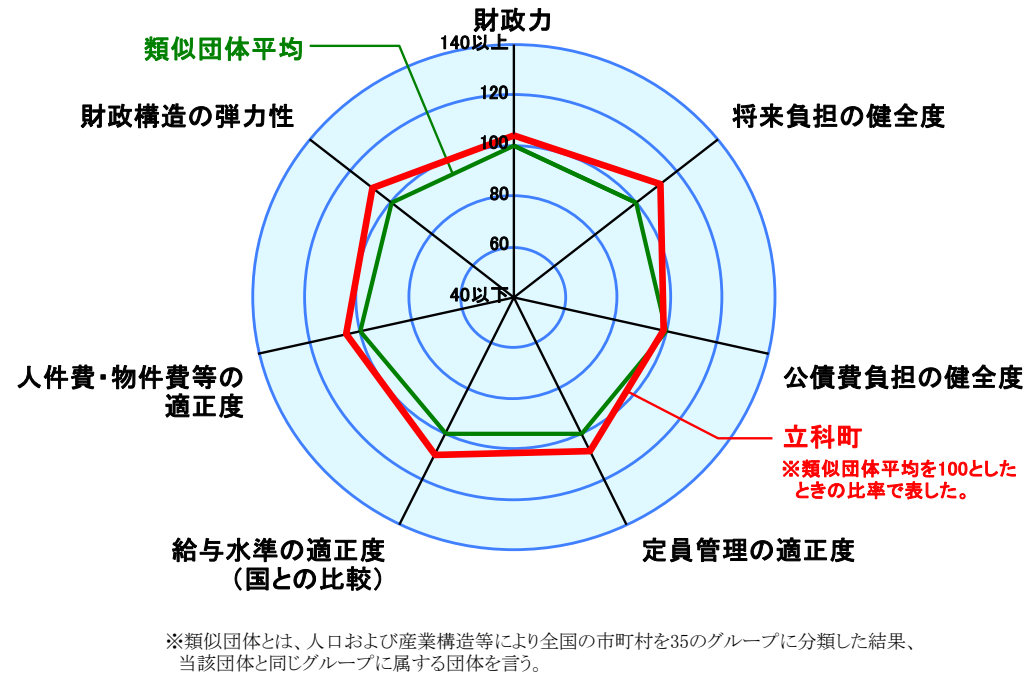 財政力
140以上
類似団体平均
120
財政構造の弾力性
将来負担の健全度
100
80
60
40以下
人件費・物件費等の
適正度
公債費負担の健全度
立科町
※類似団体平均を100とした
ときの比率で表した。
給与水準の適正度
（国との比較）
定員管理の適正度
※類似団体とは、人口および産業構造等により全国の市町村を35のグループに分類した結果、
当該団体と同じグループに属する団体を言う。